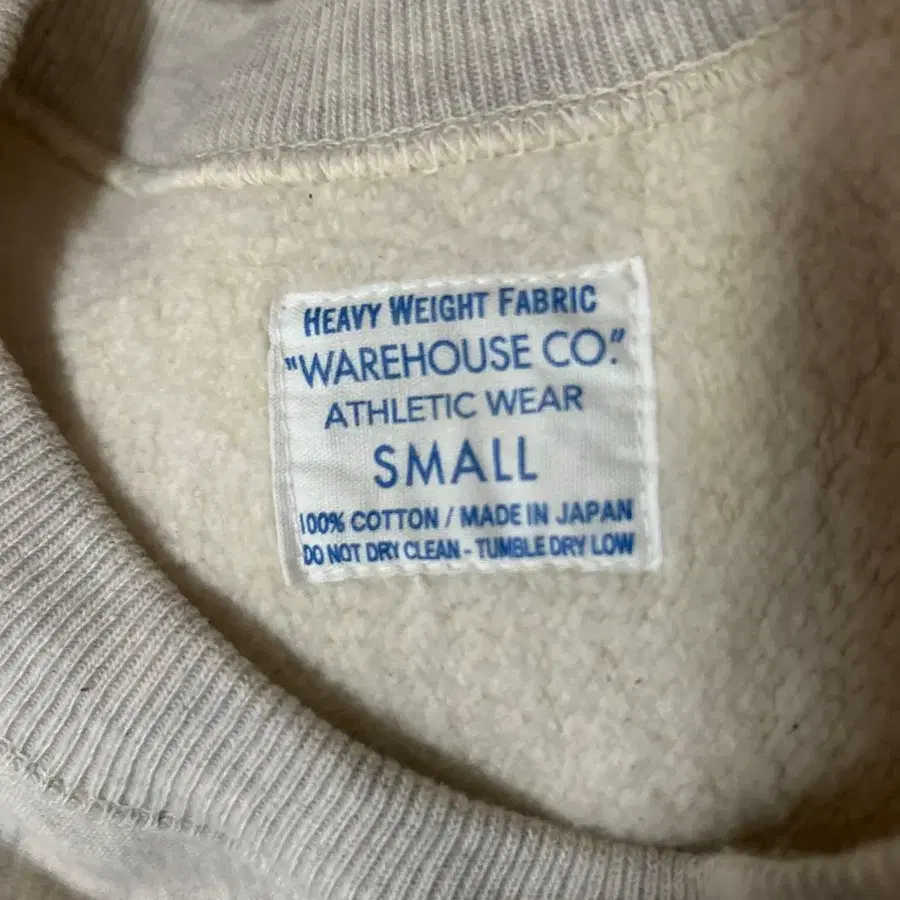 HEAVY WEIGHT FABRIC
"WAREHOUSE CO."
ATHLETIC WEAR
SMALL
100% COTTON / MADE IN JAPAN
DO NOT DRY CLEAN - TUMBLE DRY LOW